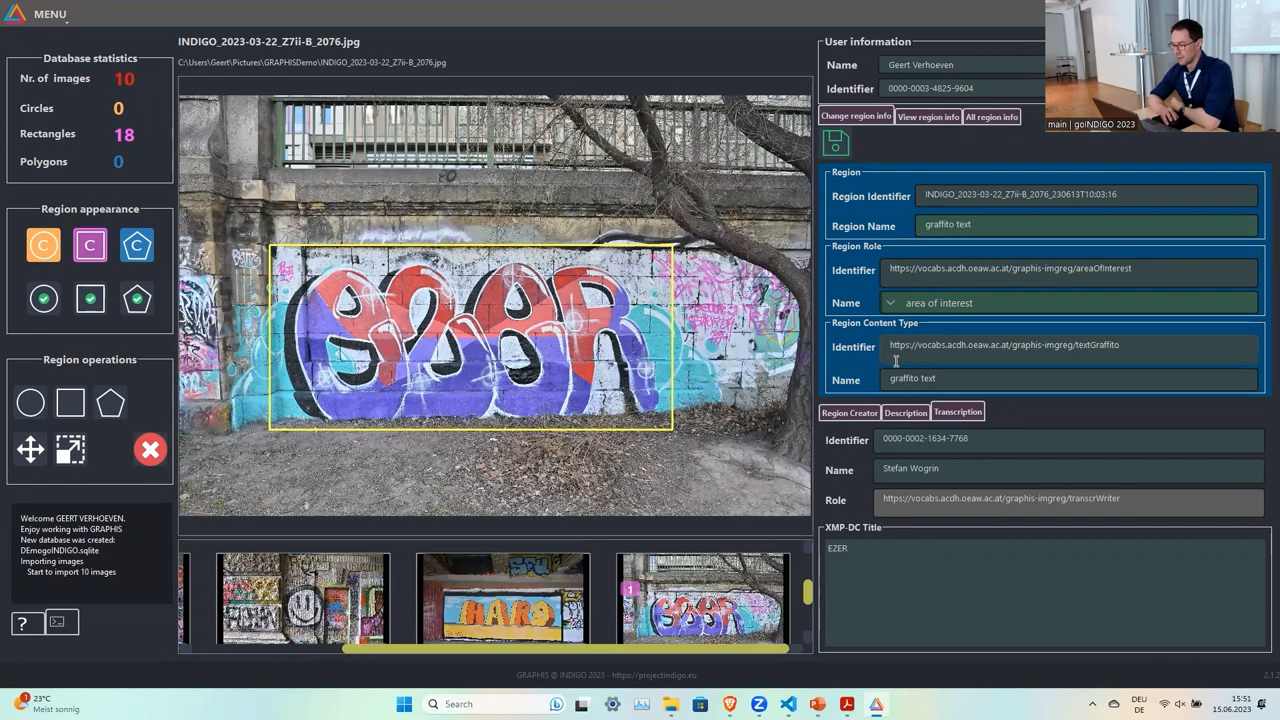 MENU
INDIGO_2023-03-22_Z7ii-B_2076.jpg
C:\Users\Geert\Pictures\GRAPHISDemo\INDIGO_2023-03-22_Z7ii-B_2076.jpg
Database statistics
Nr. of images 10
Circles 0
Rectangles 18
Polygons 0
Region appearance
C C C
Region operations
Welcome GEERT VERHOEVEN.
Enjoy working with GRAPHIS
New database was created:
DEmogoINDIGO.sqlite
Importing images
Start to import 10 images
?
1
HARO
User information
Name Geert Verhoeven
Identifier 0000-0003-4825-9604
main | goINDIGO 2023
Change region info View region info All region info
Region
Region Identifier INDIGO_2023-03-22_Z7ii-B_2076_230613T10:03:16
Region Name graffito text
Region Role
Identifier https://vocabs.acdh.oeaw.ac.at/graphis-imgreg/areaOfInterest
Name area of interest
Region Content Type
Identifier https://vocabs.acdh.oeaw.ac.at/graphis-imgreg/textGraffito
Name graffito text
Region Creator Description Transcription
Identifier 0000-0002-1634-7768
Name Stefan Wogrin
Role https://vocabs.acdh.oeaw.ac.at/graphis-imgreg/transcrWriter
XMP-DC Title
EZER
GRAPHIS @ INDIGO 2023 - https://projectindigo.eu
2.1.2
1
23°C
Meist sonnig
Search
DEU
DE
15:51
15.06.2023
2